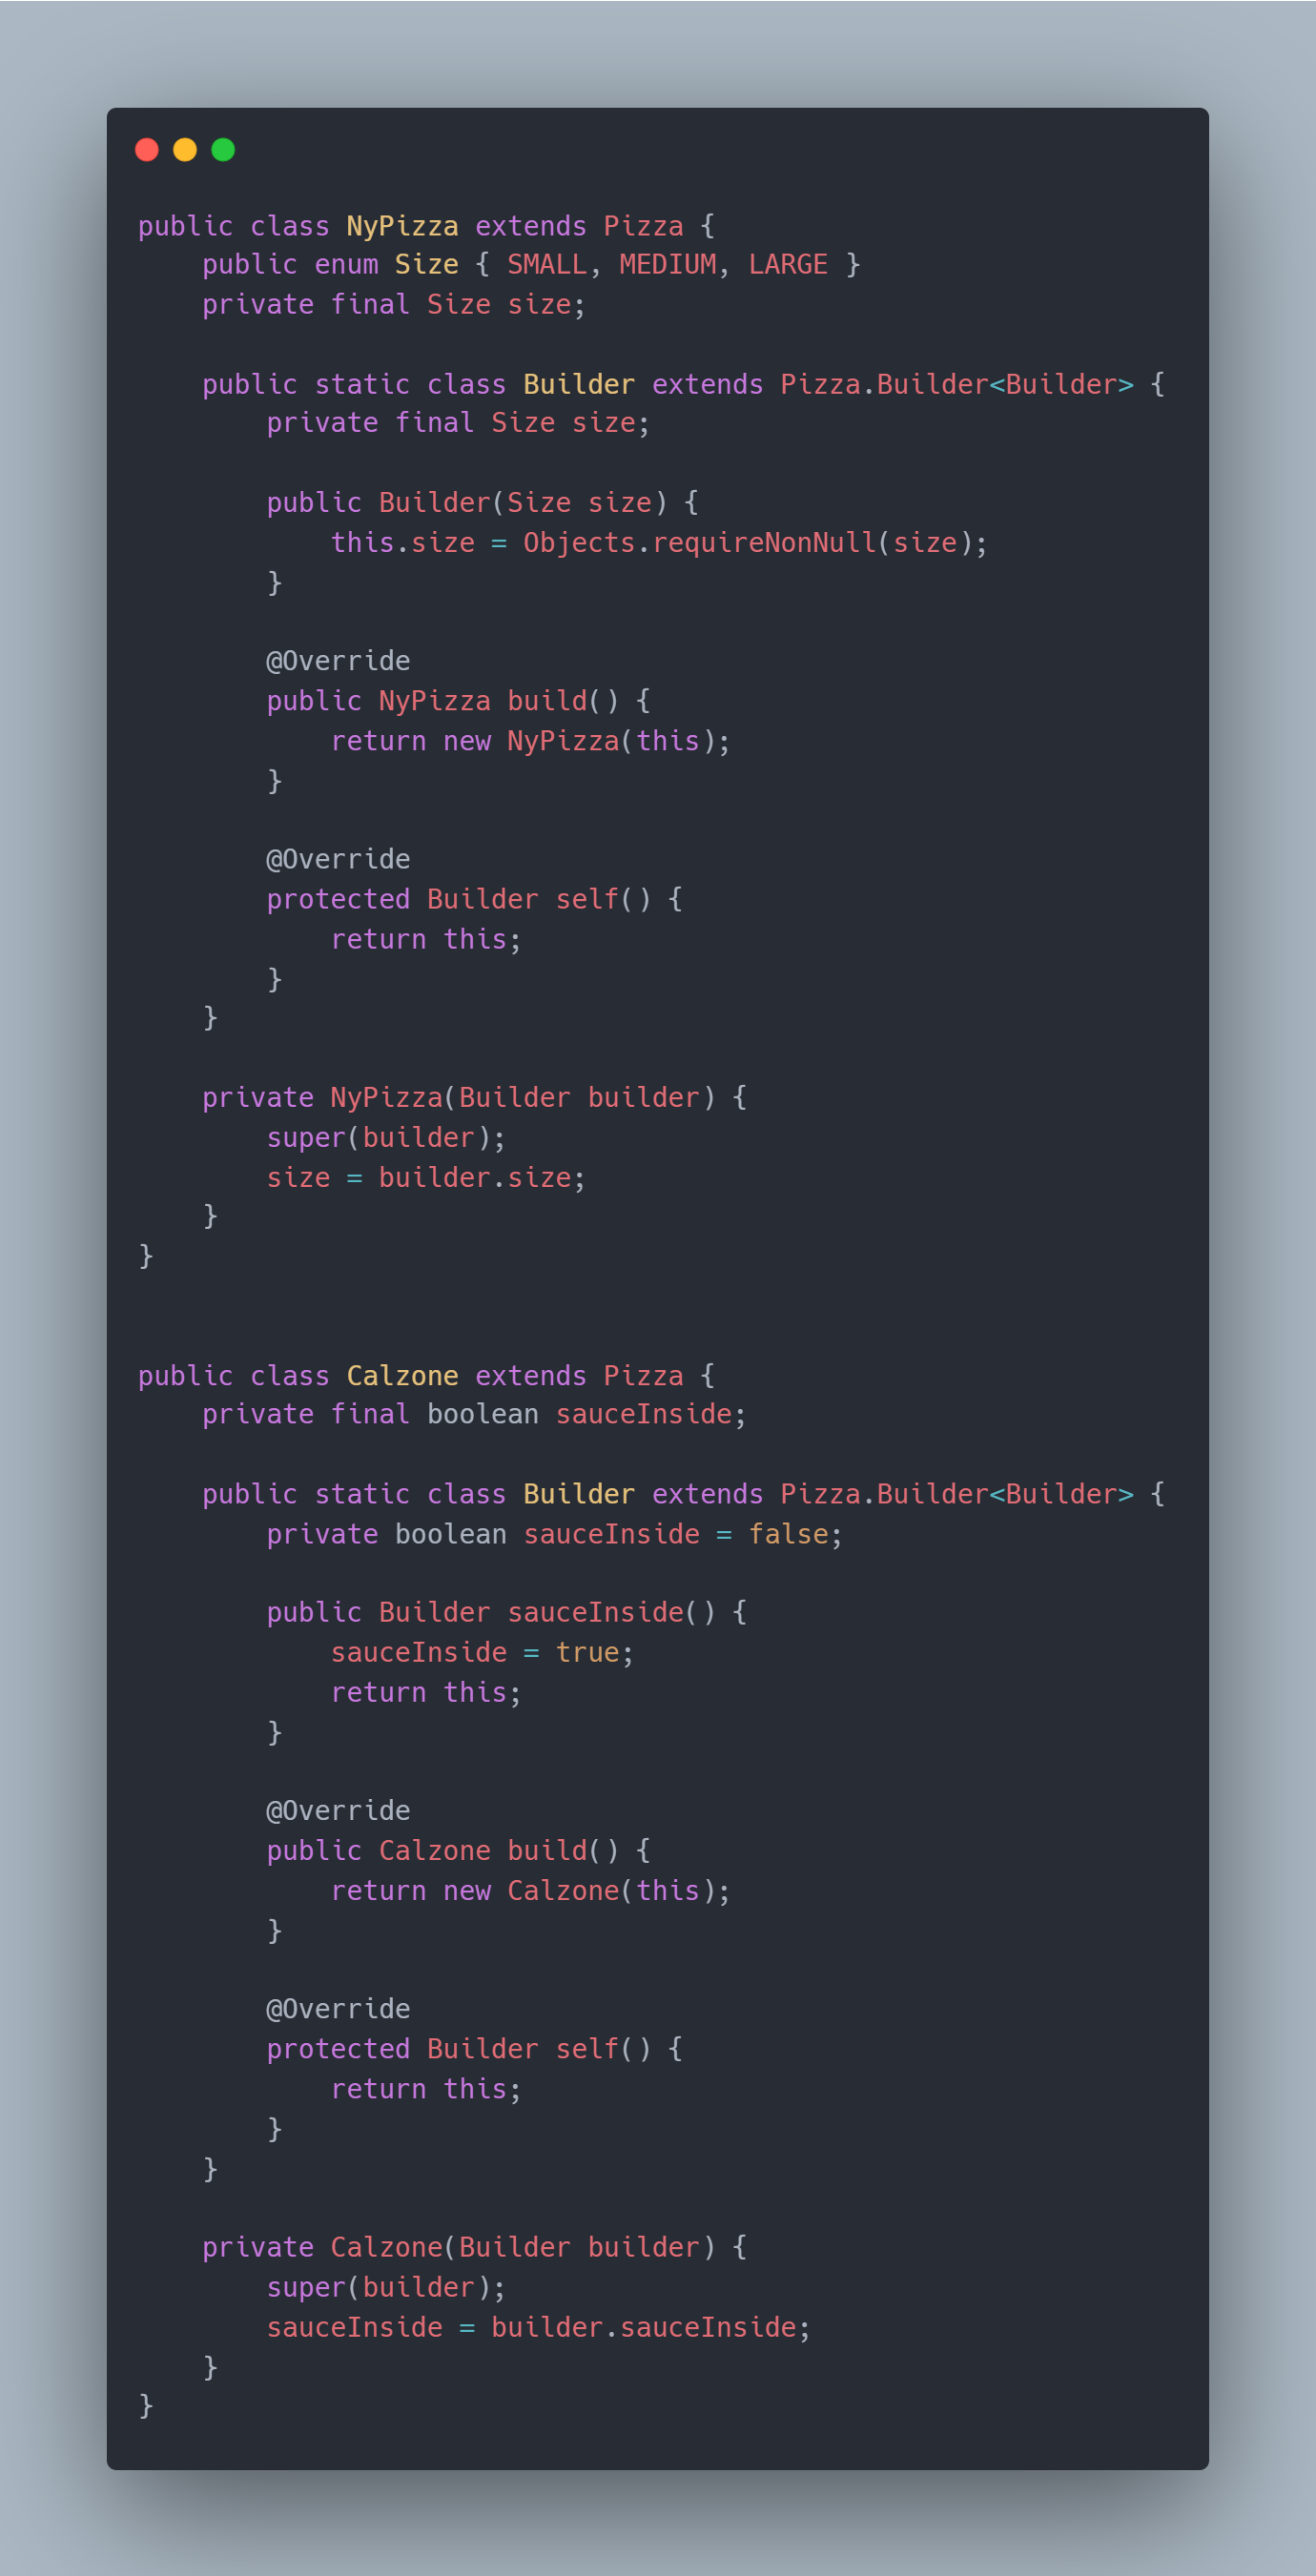 public class NyPizza extends Pizza {
    public enum Size { SMALL, MEDIUM, LARGE }
    private final Size size;

    public static class Builder extends Pizza.Builder<Builder> {
        private final Size size;

        public Builder(Size size) {
            this.size = Objects.requireNonNull(size);
        }

        @Override
        public NyPizza build() {
            return new NyPizza(this);
        }

        @Override
        protected Builder self() {
            return this;
        }
    }

    private NyPizza(Builder builder) {
        super(builder);
        size = builder.size;
    }
}


public class Calzone extends Pizza {
    private final boolean sauceInside;

    public static class Builder extends Pizza.Builder<Builder> {
        private boolean sauceInside = false;

        public Builder sauceInside() {
            sauceInside = true;
            return this;
        }

        @Override
        public Calzone build() {
            return new Calzone(this);
        }

        @Override
        protected Builder self() {
            return this;
        }
    }

    private Calzone(Builder builder) {
        super(builder);
        sauceInside = builder.sauceInside;
    }
}